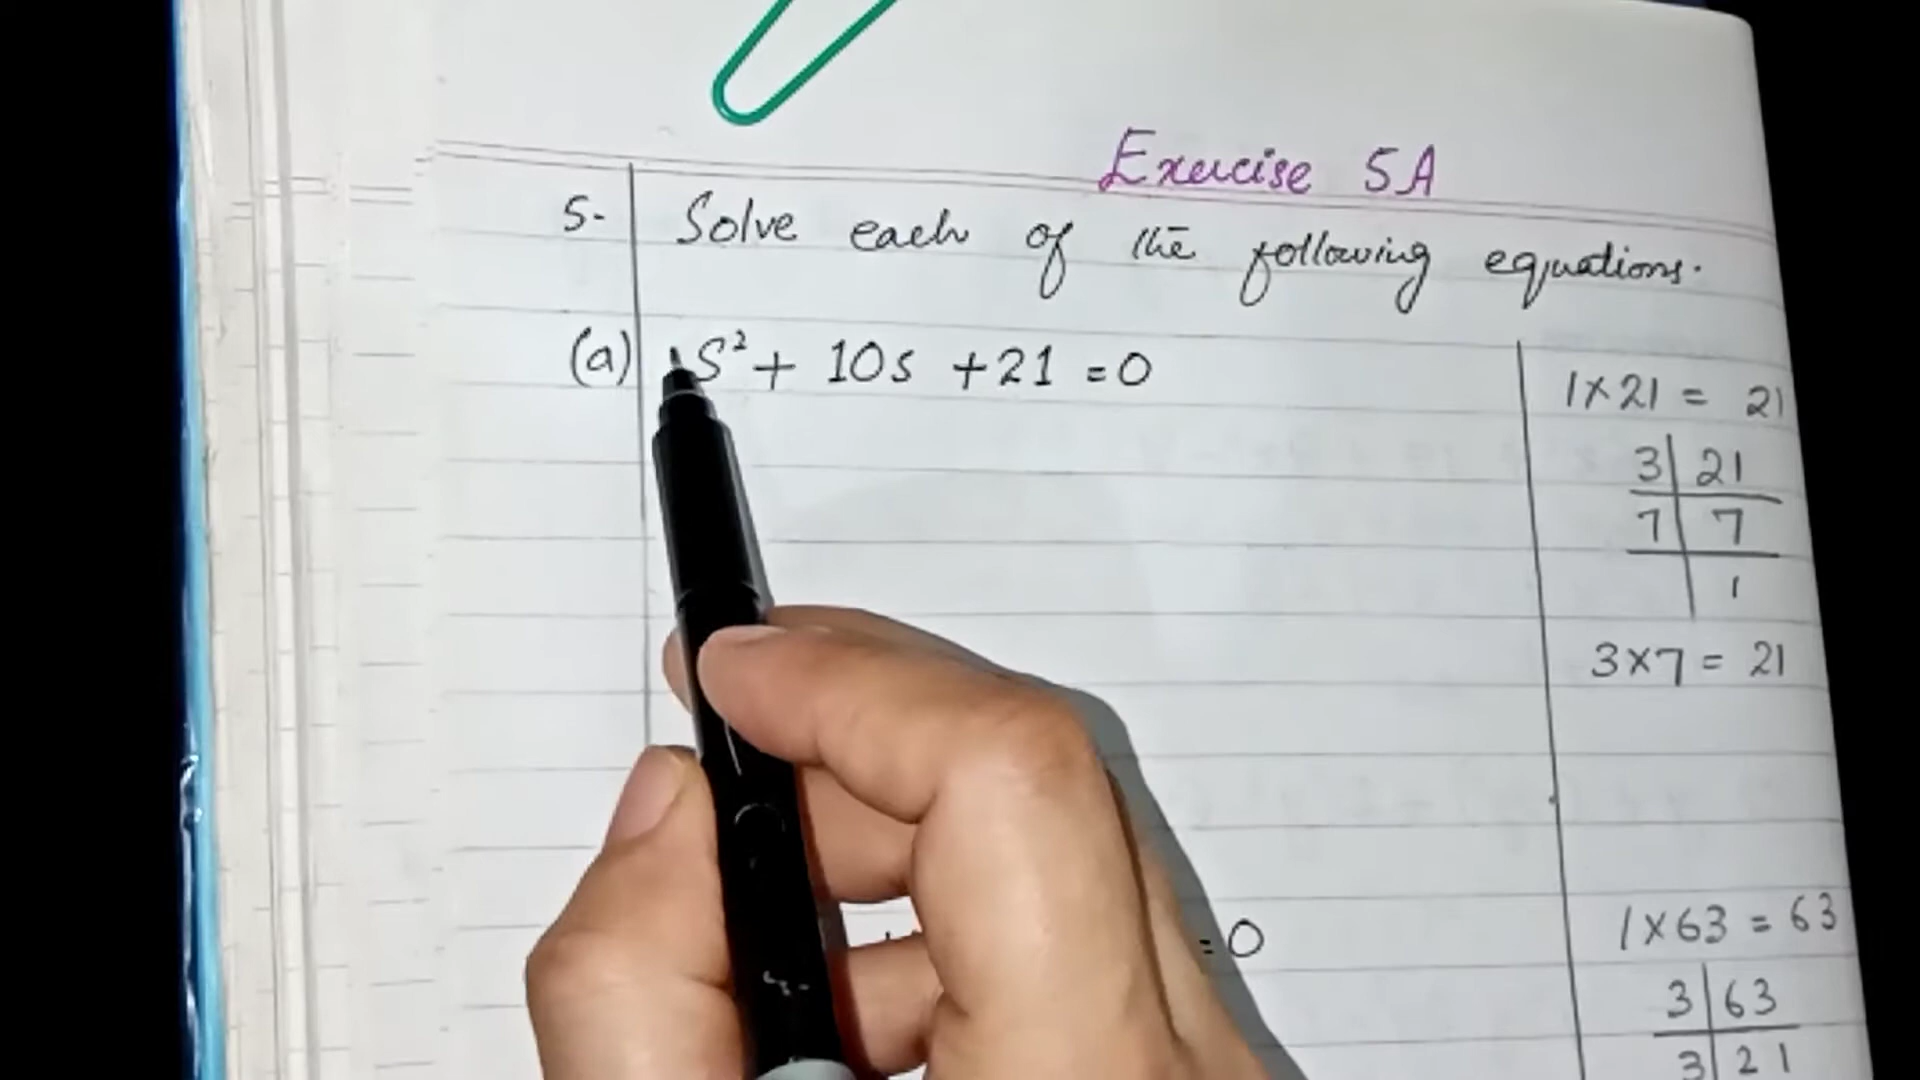 Exercise 5A
5- Solve each of the following equations.
(a) S² + 10s + 21 = 0
1×21 = 21
3 | 21
7 | 7
1
3×7 = 21
= 0
1×63 = 63
3 | 63
3 | 21